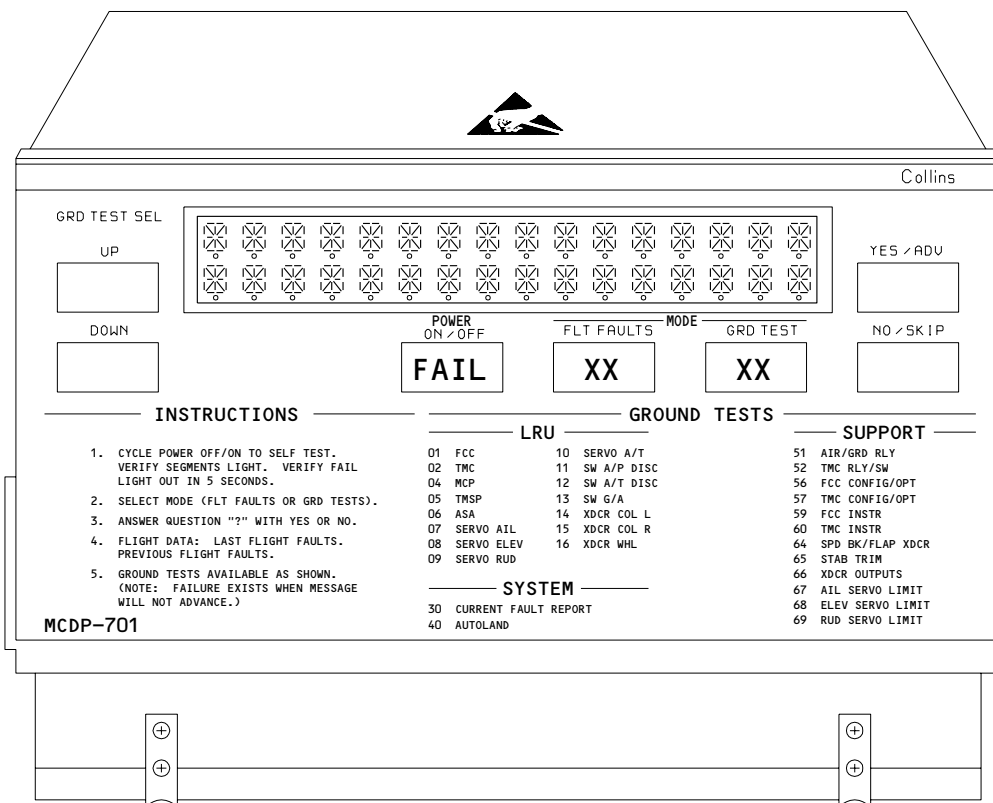 Collins
GRD TEST SEL
UP
YES/ADV
DOWN
POWER
ON/OFF
MODE
FLT FAULTS
GRD TEST
NO/SKIP
FAIL
XX
XX
INSTRUCTIONS
1. CYCLE POWER OFF/ON TO SELF TEST.
VERIFY SEGMENTS LIGHT. VERIFY FAIL
LIGHT OUT IN 5 SECONDS.
2. SELECT MODE (FLT FAULTS OR GRD TESTS).
3. ANSWER QUESTION "?" WITH YES OR NO.
4. FLIGHT DATA: LAST FLIGHT FAULTS.
PREVIOUS FLIGHT FAULTS.
5. GROUND TESTS AVAILABLE AS SHOWN.
(NOTE: FAILURE EXISTS WHEN MESSAGE
WILL NOT ADVANCE.)
MCDP-701
GROUND TESTS
LRU
01 FCC
02 TMC
04 MCP
05 TMSP
06 ASA
07 SERVO AIL
08 SERVO ELEV
09 SERVO RUD
10 SERVO A/T
11 SW A/P DISC
12 SW A/T DISC
13 SW G/A
14 XDCR COL L
15 XDCR COL R
16 XDCR WHL
SYSTEM
30 CURRENT FAULT REPORT
40 AUTOLAND
SUPPORT
51 AIR/GRD RLY
52 TMC RLY/SW
56 FCC CONFIG/OPT
57 TMC CONFIG/OPT
59 FCC INSTR
60 TMC INSTR
64 SPD BK/FLAP XDCR
65 STAB TRIM
66 XDCR OUTPUTS
67 AIL SERVO LIMIT
68 ELEV SERVO LIMIT
69 RUD SERVO LIMIT